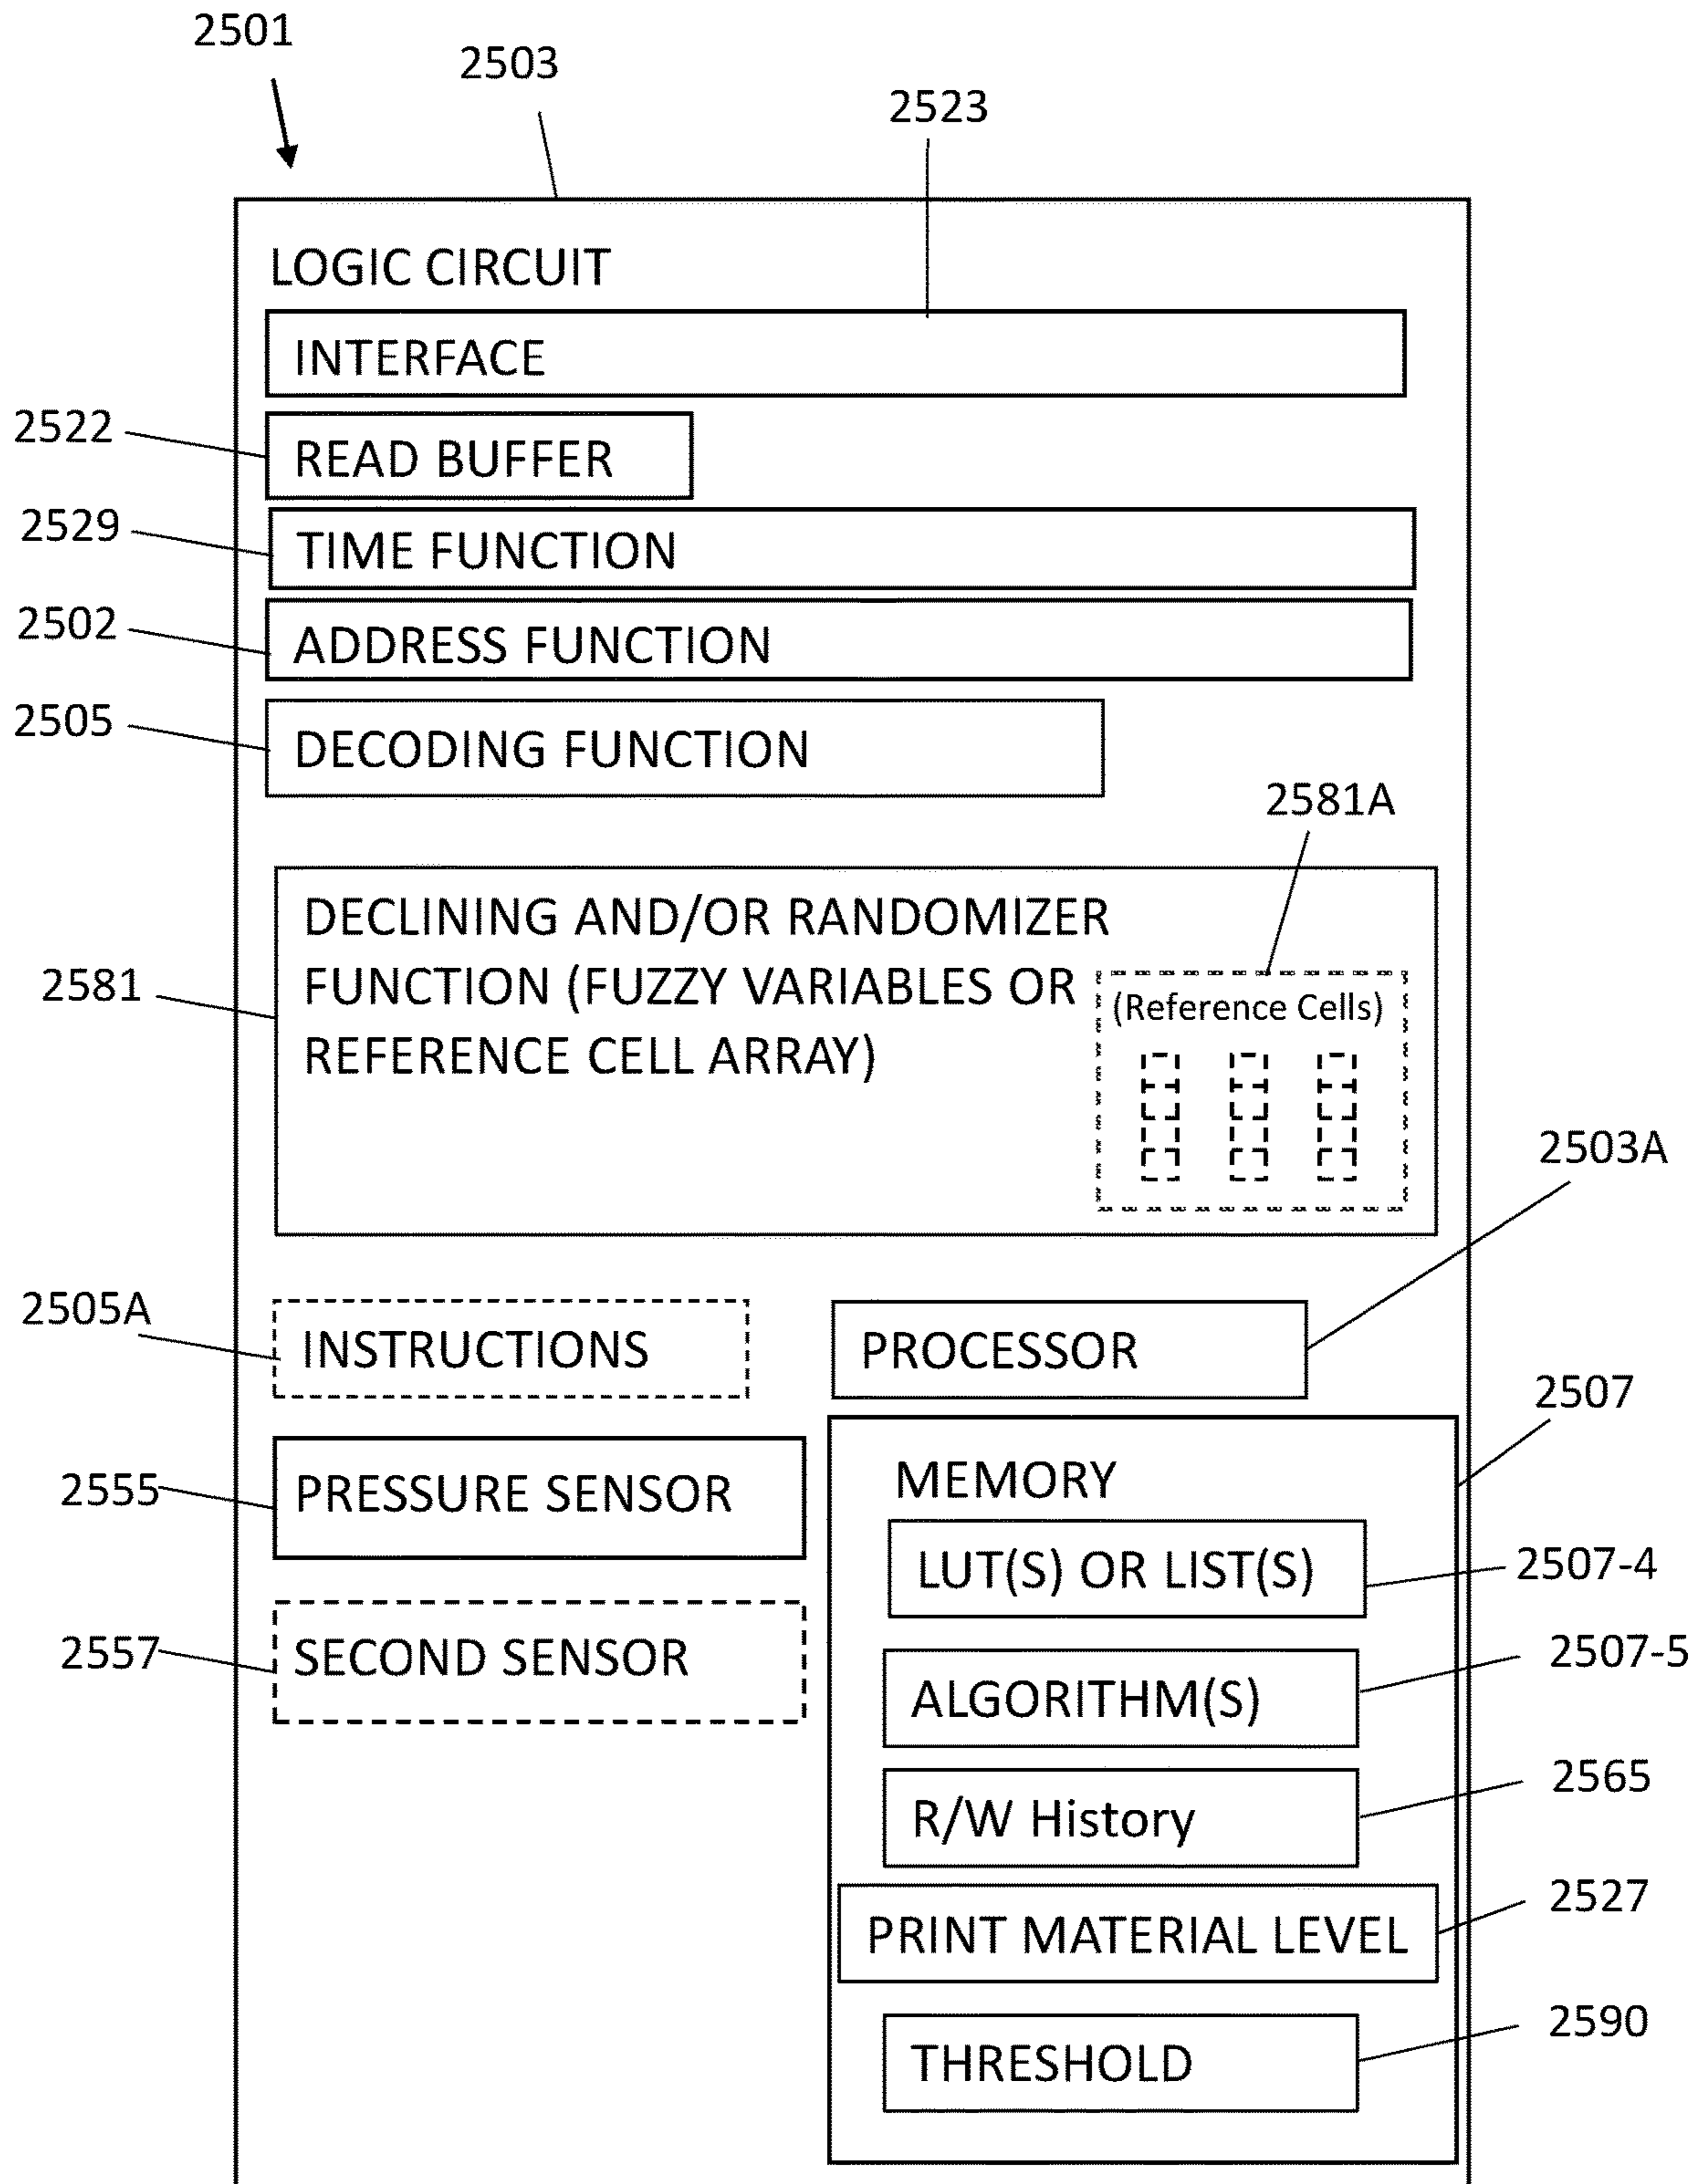 2501
2503
2523
LOGIC CIRCUIT
INTERFACE
2522
READ BUFFER
2529
TIME FUNCTION
2502
ADDRESS FUNCTION
2505
DECODING FUNCTION
2581A
DECLINING AND/OR RANDOMIZER
FUNCTION (FUZZY VARIABLES OR
REFERENCE CELL ARRAY)
2581
(Reference Cells)
2503A
2505A
INSTRUCTIONS
PROCESSOR
2507
2555
PRESSURE SENSOR
MEMORY
LUT(S) OR LIST(S)
2507-4
2557
SECOND SENSOR
ALGORITHM(S)
2507-5
R/W History
2565
PRINT MATERIAL LEVEL
2527
THRESHOLD
2590